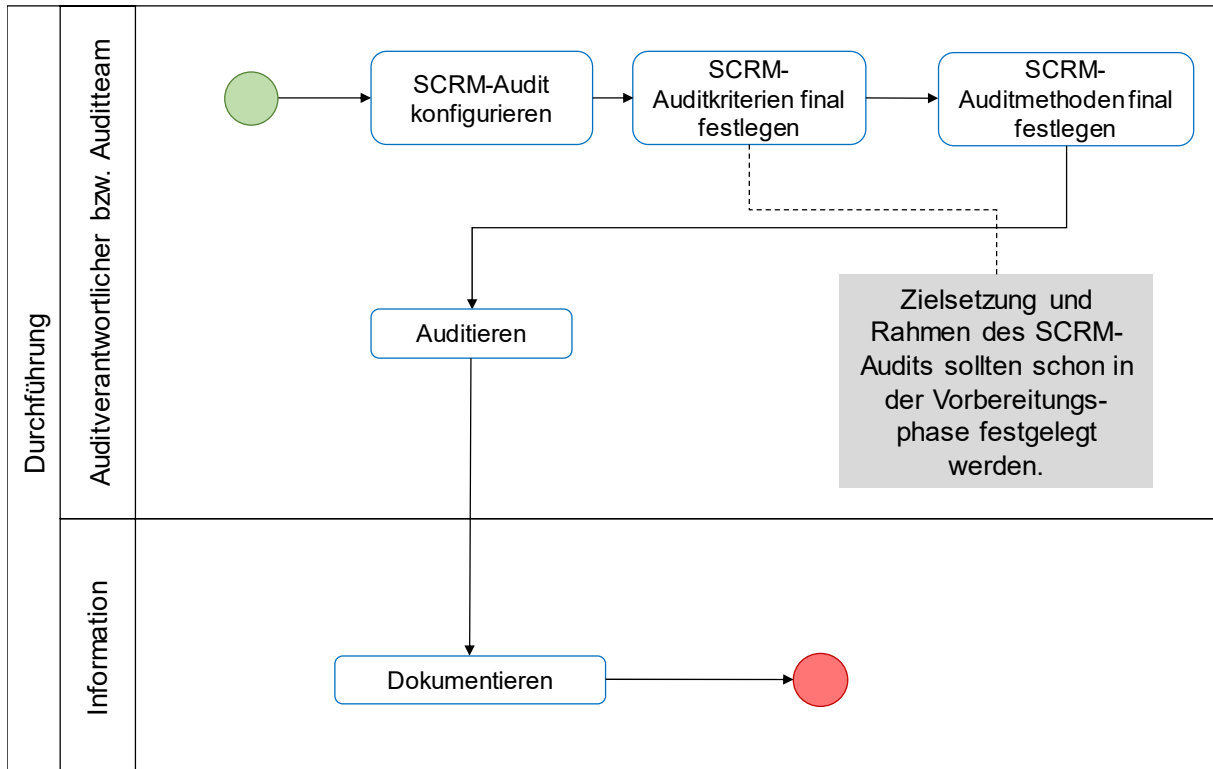 Durchführung
Auditverantwortlicher bzw. Auditteam
SCRM-Audit
konfigurieren
SCRM-
Auditkriterien final
festlegen
SCRM-
Auditmethoden final
festlegen
Auditieren
Zielsetzung und
Rahmen des SCRM-
Audits sollten schon in
der Vorbereitungs-
phase festgelegt
werden.
Information
Dokumentieren